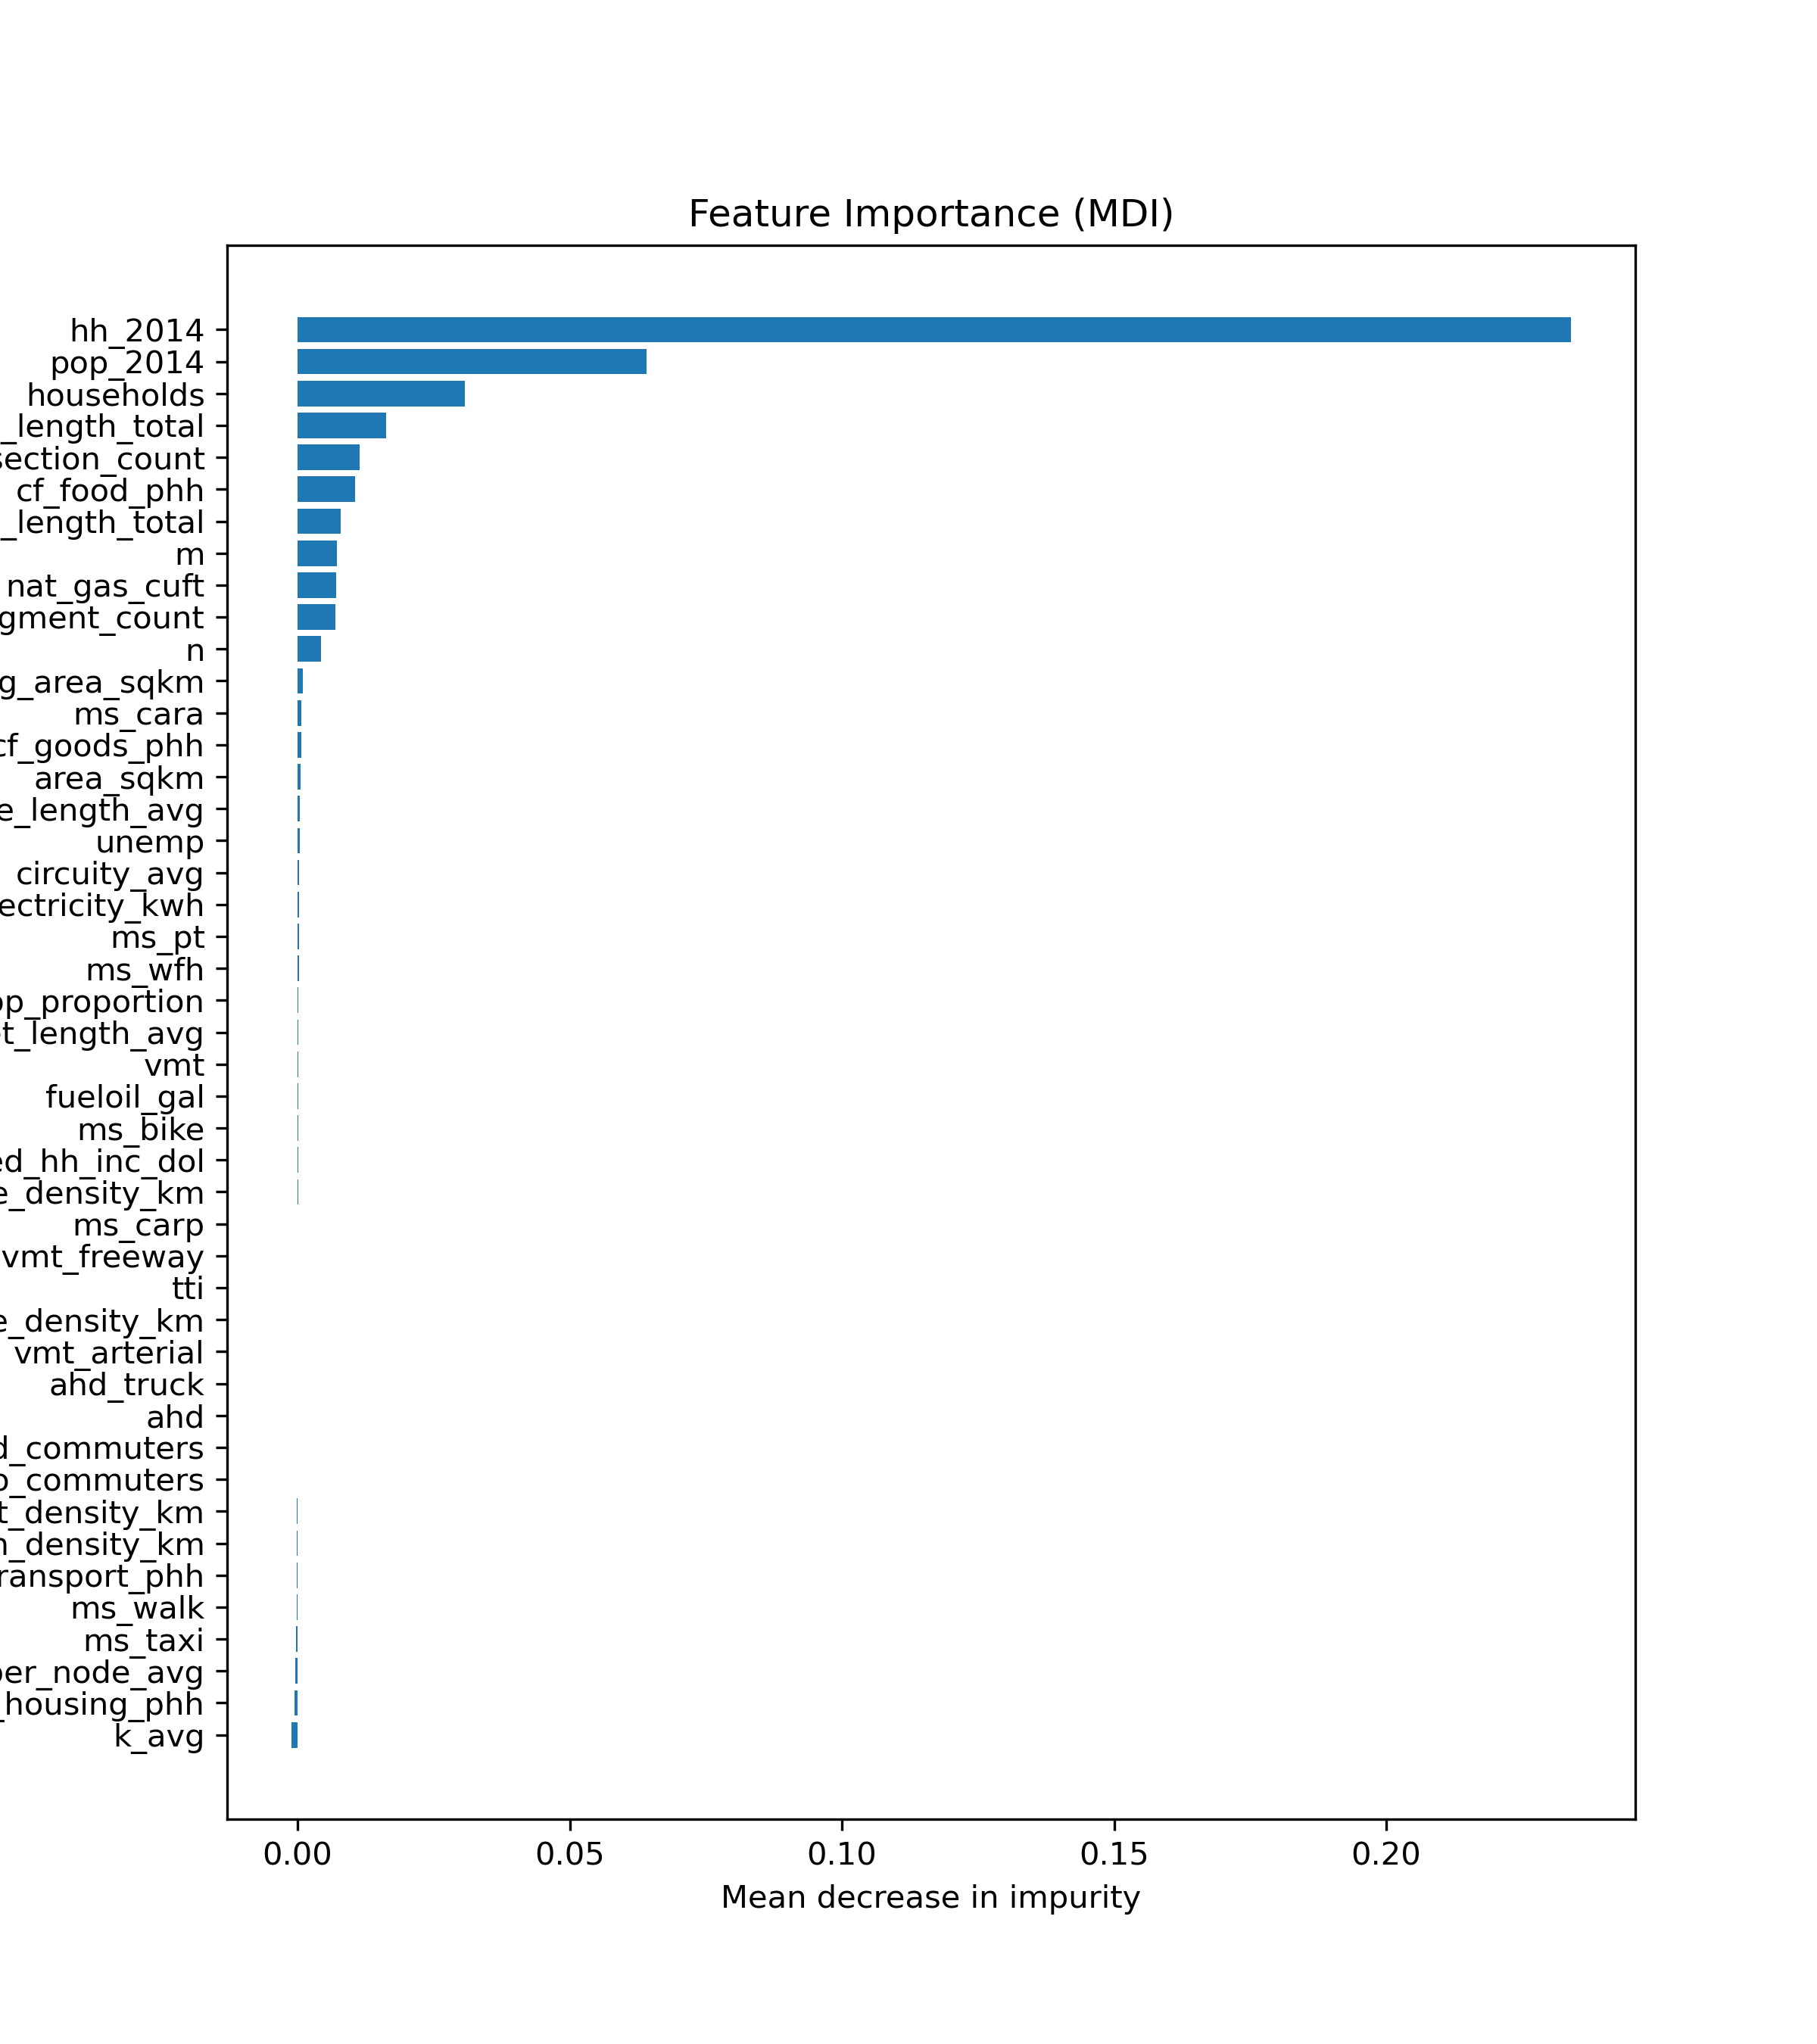 Feature Importance (MDI)
hh_2014
pop_2014
households
_length_total
section_count
cf_food_phh
_length_total
m
nat_gas_cuft
gment_count
n
g_area_sqkm
ms_cara
cf_goods_phh
area_sqkm
e_length_avg
unemp
circuity_avg
ectricity_kwh
ms_pt
ms_wfh
op_proportion
t_length_avg
vmt
fueloil_gal
ms_bike
ed_hh_inc_dol
e_density_km
ms_carp
vmt_freeway
tti
e_density_km
vmt_arterial
ahd_truck
ahd
d_commuters
o_commuters
t_density_km
n_density_km
ransport_phh
ms_walk
ms_taxi
per_node_avg
_housing_phh
k_avg
0.00 0.05 0.10 0.15 0.20
Mean decrease in impurity